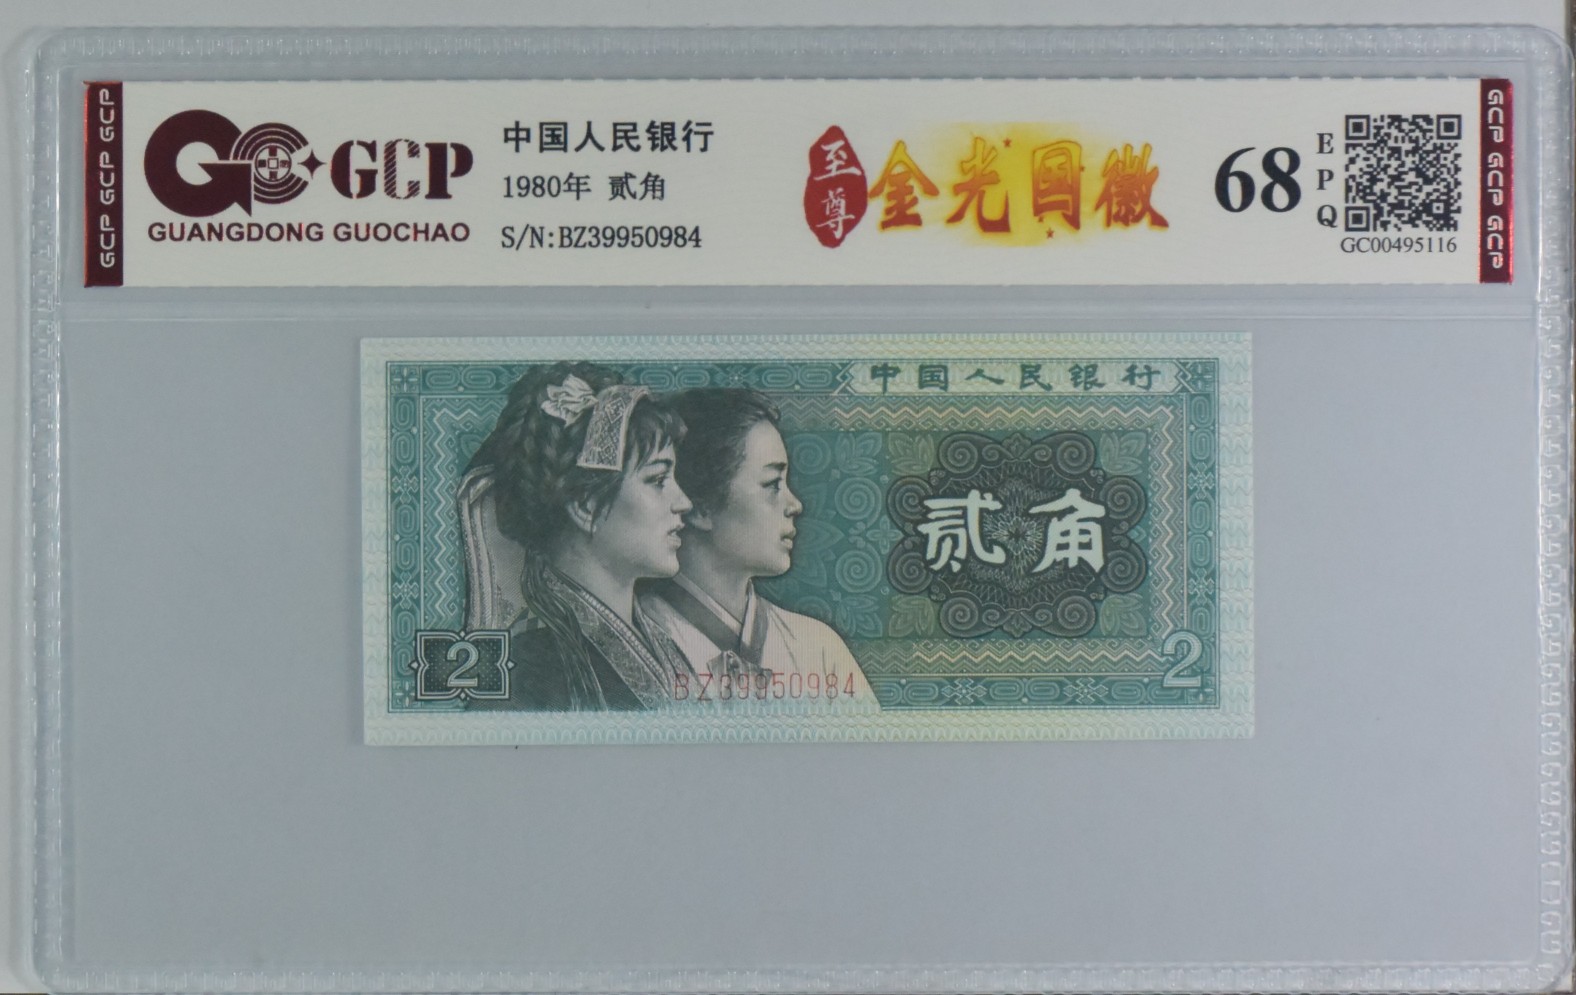 GCP GCP GCP
GCP
GUANGDONG GUOCHAO
中国人民银行
1980年 贰角
S/N:BZ39950984
至尊
金光国徽
68
EPQ
GC00495116
GCP GCP GCP
中国人民银行
贰角
2
2
BZ39950984